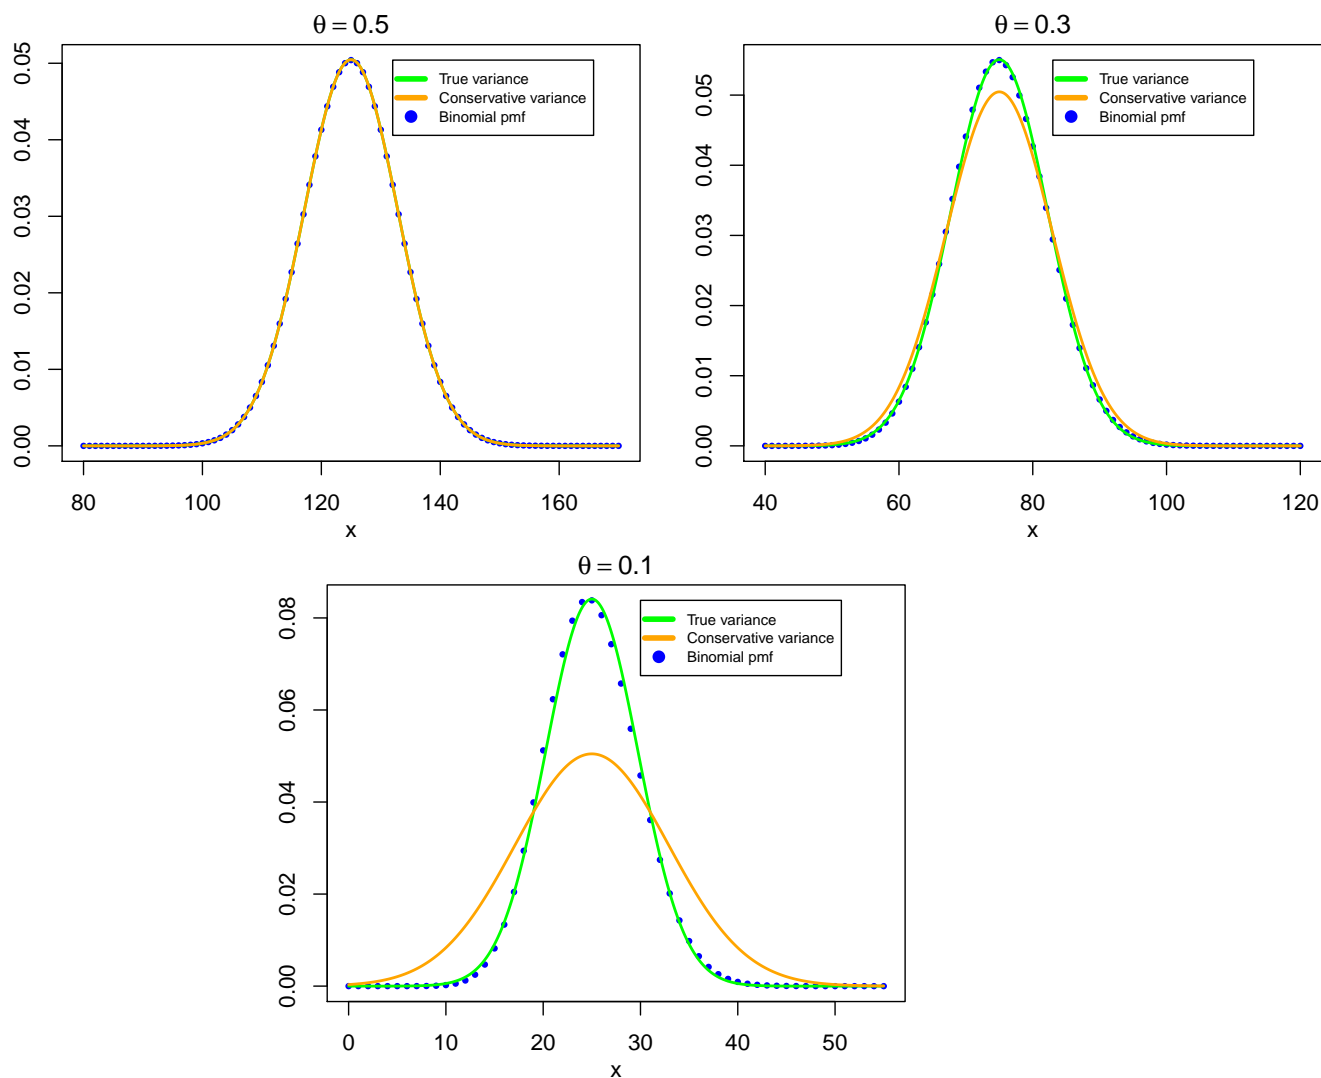 θ = 0.5
0.05
0.04
0.03
0.02
0.01
0.00
True variance
Conservative variance
Binomial pmf
80 100 120 140 160
x
θ = 0.3
0.05
0.04
0.03
0.02
0.01
0.00
True variance
Conservative variance
Binomial pmf
40 60 80 100 120
x
θ = 0.1
0.08
0.06
0.04
0.02
0.00
True variance
Conservative variance
Binomial pmf
0 10 20 30 40 50
x